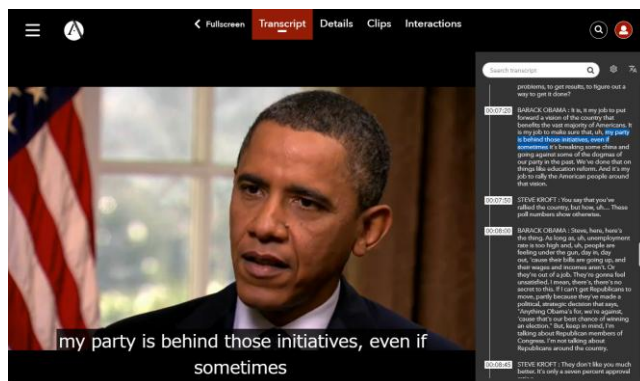 Fullscreen Transcript Details Clips Interactions
Search transcript
problems, to get results, to figure out a
way to get it done?
00:07:20 BARACK OBAMA : It is, it my job to put
forward a vision of the country that
benefits the vast majority of Americans. It
is my job to make sure that, uh, my party
is behind those initiatives, even if
sometimes it's breaking some china and
going against some of the dogmas of
our party in the past. We've done that on
things like education reform. And it's my
job to rally the American people around
that vision.
00:07:50 STEVE KROFT : You say that you've
rallied the country, but how, uh.... These
poll numbers show otherwise.
00:08:00 BARACK OBAMA : Steve, here, here's
the thing. As long as, uh, unemployment
rate is too high and, uh, people are
feeling under the gun, day in, day
out, 'cause their bills are going up, and
their wages and incomes aren't. Or
they're out of a job. They're gonna feel
unsatisfied. I mean, there's, there's no
secret to this. If I can't get Republicans to
move, partly because they've made a
political, strategic decision that says,
"Anything Obama's for, we're against,
'cause that's our best chance of winning
an election." But, keep in mind, I'm
talking about Republican members of
Congress. I'm not talking about
Republicans around the country.
00:08:45 STEVE KROFT : They don't like you much
better. It's only a seven percent approval
my party is behind those initiatives, even if
sometimes